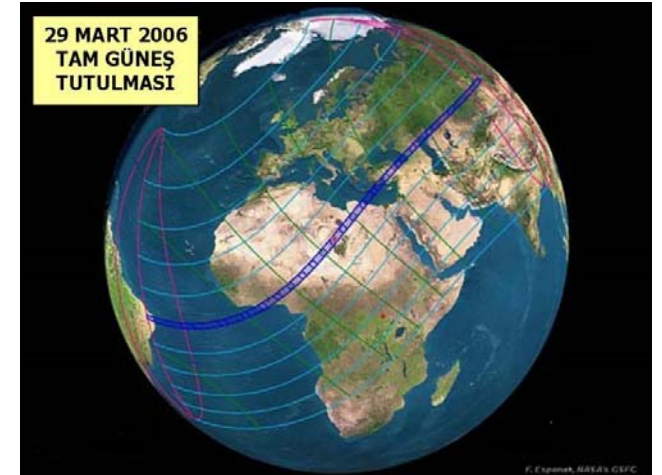 29 MART 2006
TAM GÜNEŞ
TUTULMASI
F. Espenak, NASA's GSFC